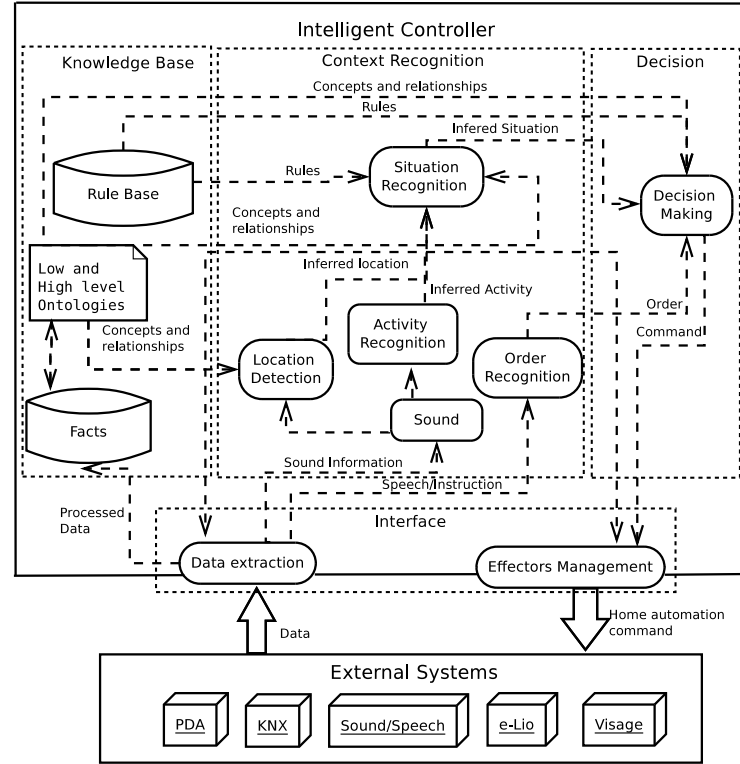 Intelligent Controller
Knowledge Base
Context Recognition
Decision
Concepts and relationships
Rules
Infered Situation
Rule Base
Rules
Situation
Recognition
Decision
Making
Concepts and
relationships
Low and
High level
Ontologies
Inferred location
Inferred Activity
Concepts and
relationships
Location
Detection
Activity
Recognition
Order
Recognition
Order
Command
Facts
Sound
Sound Information
Speech/Instruction
Processed
Data
Interface
Data extraction
Effectors Management
Data
Home automation
command
External Systems
PDA
KNX
Sound/Speech
e-Lio
Visage